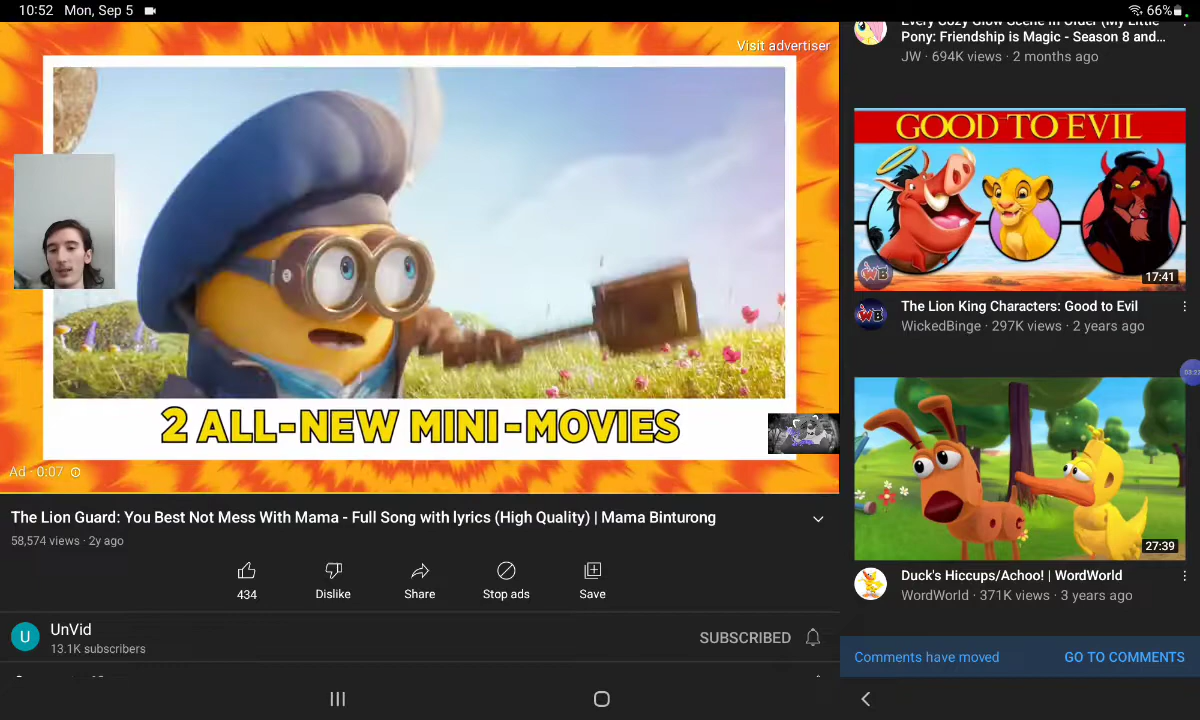 10:52 Mon, Sep 5
66%
Visit advertiser
2 ALL-NEW MINI-MOVIES
Ad · 0:07
The Lion Guard: You Best Not Mess With Mama - Full Song with lyrics (High Quality) | Mama Binturong
58,574 views · 2y ago
434
Dislike
Share
Stop ads
Save
U
UnVid
13.1K subscribers
SUBSCRIBED
Every Cozy Glow Scene in Order (My Little
Pony: Friendship is Magic - Season 8 and...
JW · 694K views · 2 months ago
GOOD TO EVIL
WB
17:41
WB
The Lion King Characters: Good to Evil
WickedBinge · 297K views · 2 years ago
27:39
Duck's Hiccups/Achoo! | WordWorld
WordWorld · 371K views · 3 years ago
Comments have moved
GO TO COMMENTS